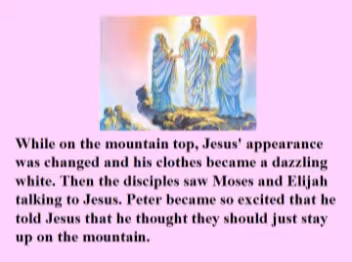 While on the mountain top, Jesus' appearance
was changed and his clothes became a dazzling
white. Then the disciples saw Moses and Elijah
talking to Jesus. Peter became so excited that he
told Jesus that he thought they should just stay
up on the mountain.